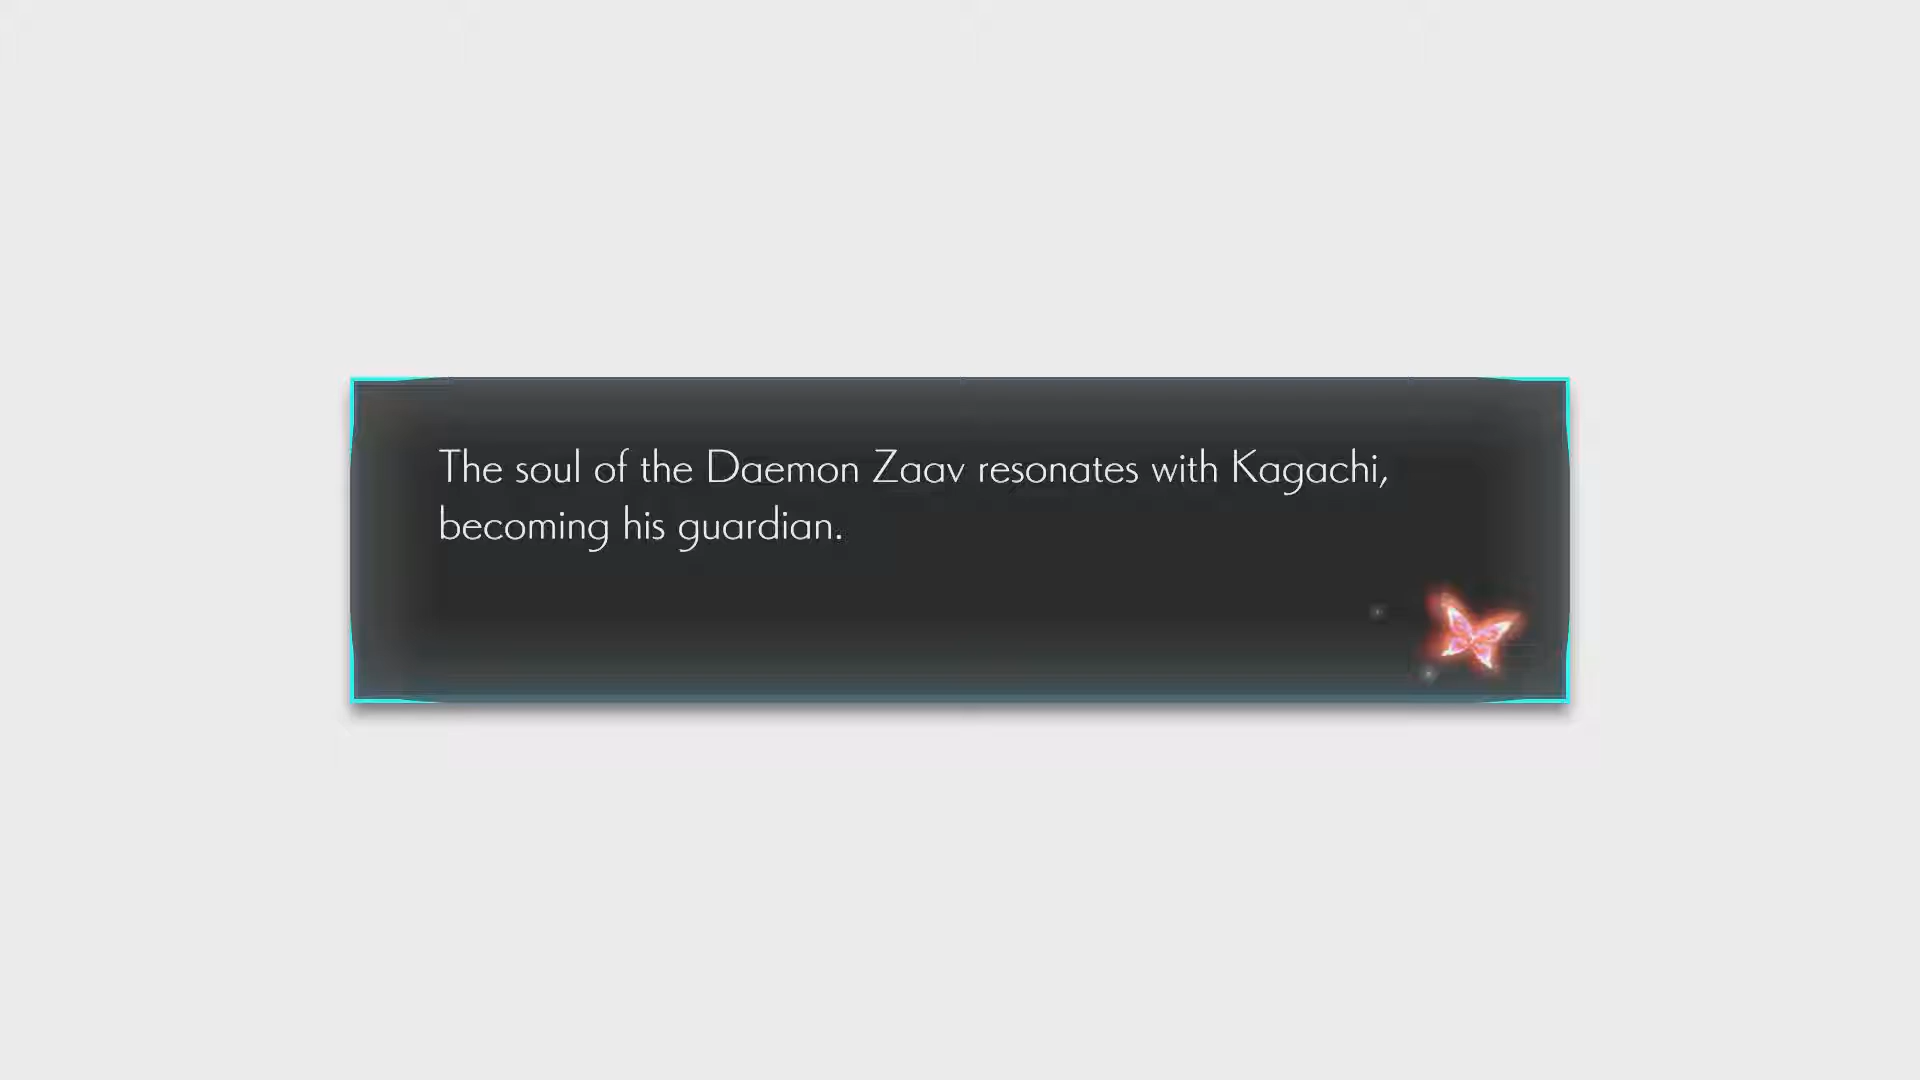 The soul of the Daemon Zaav resonates with Kagachi,
becoming his guardian.